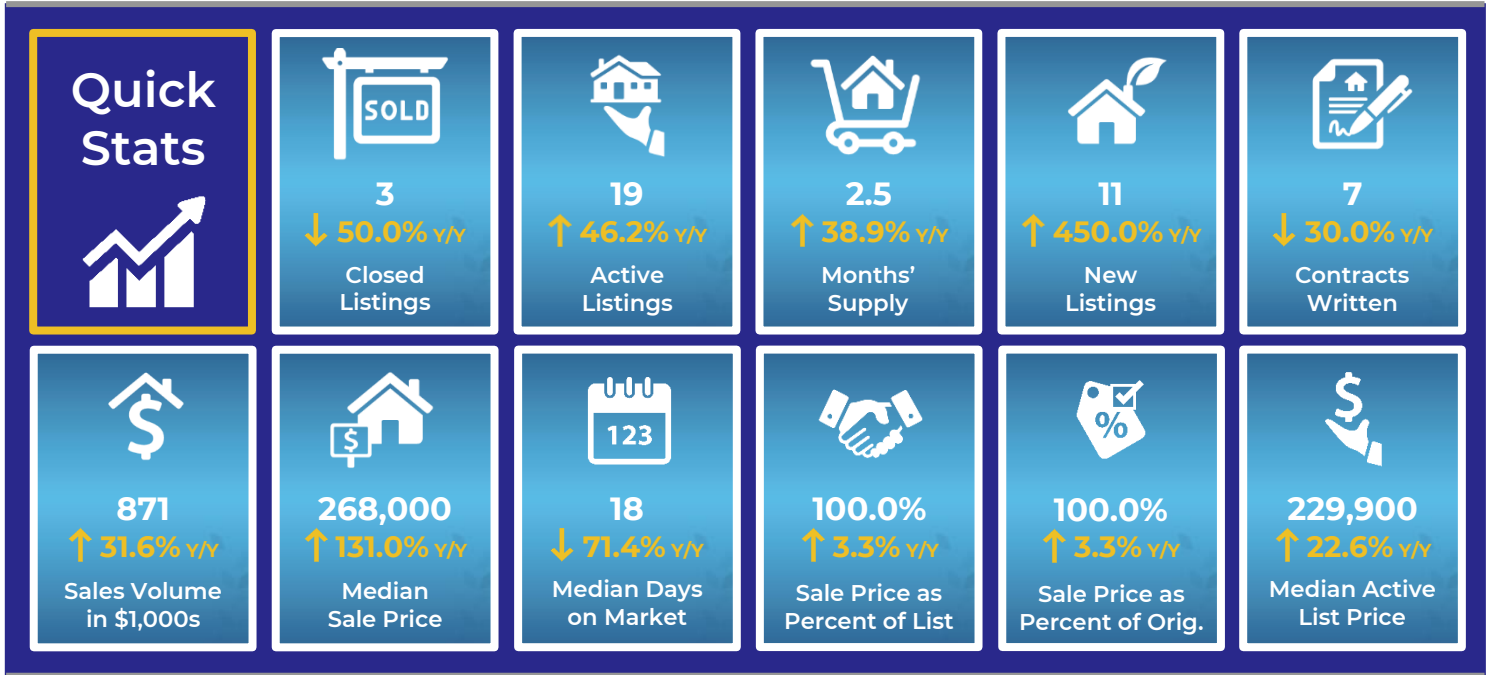 Quick
Stats
SOLD
3
↓ 50.0% Y/Y
Closed
Listings
19
↑ 46.2% Y/Y
Active
Listings
2.5
↑ 38.9% Y/Y
Months’
Supply
11
↑ 450.0% Y/Y
New
Listings
7
↓ 30.0% Y/Y
Contracts
Written
$
871
↑ 31.6% Y/Y
Sales Volume
in $1,000s
$
268,000
↑ 131.0% Y/Y
Median
Sale Price
123
18
↓ 71.4% Y/Y
Median Days
on Market
100.0%
↑ 3.3% Y/Y
Sale Price as
Percent of List
%
100.0%
↑ 3.3% Y/Y
Sale Price as
Percent of Orig.
$
229,900
↑ 22.6% Y/Y
Median Active
List Price